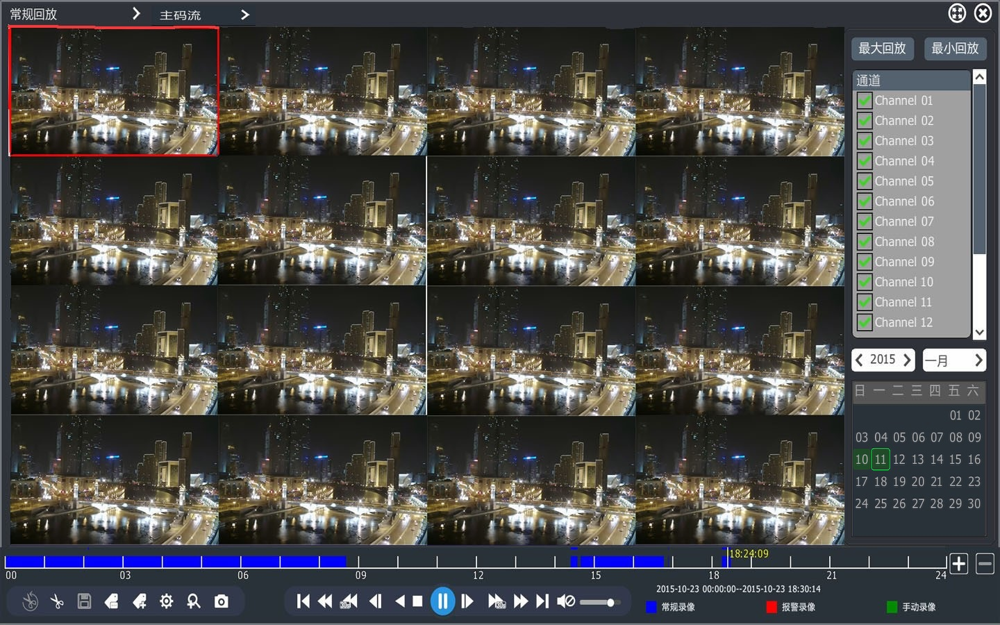 常规回放
主码流
最大回放 最小回放
通道
Channel 01
Channel 02
Channel 03
Channel 04
Channel 05
Channel 06
Channel 07
Channel 08
Channel 09
Channel 10
Channel 11
Channel 12
2015 一月
日 一 二 三 四 五 六
01 02
03 04 05 06 07 08 09
10 11 12 13 14 15 16
17 18 19 20 21 22 23
24 25 26 27 28 29 30
18:24:09
00 03 06 09 12 15 18 21 24
30s 30s
2015-10-23 00:00:00--2015-10-23 18:30:14
常规录像 报警录像 手动录像